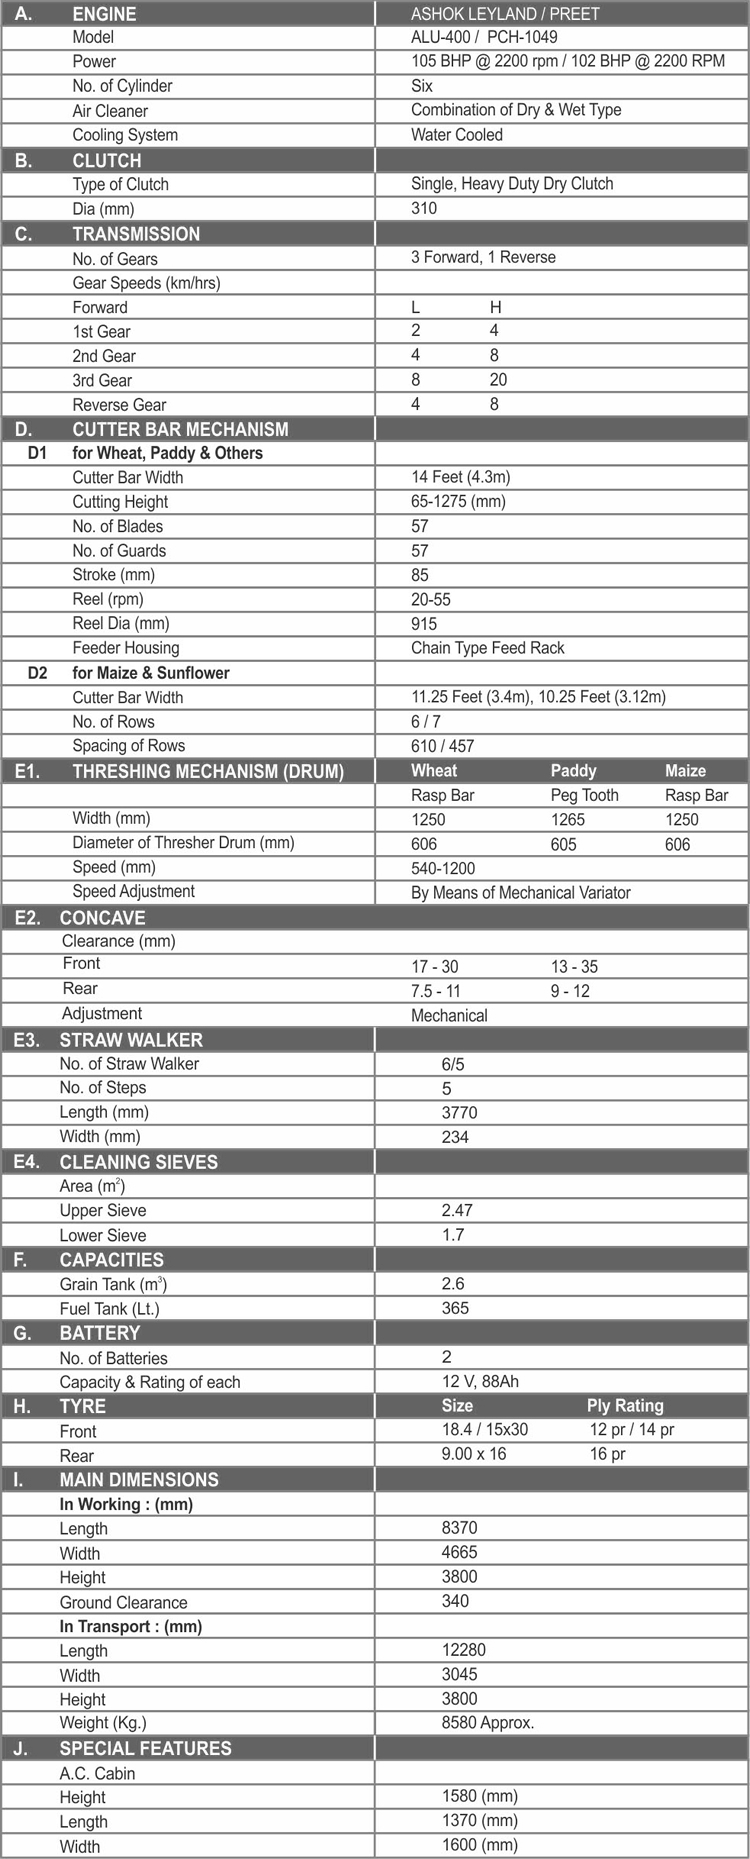 A. ENGINE ASHOK LEYLAND / PREET
Model ALU-400 / PCH-1049
Power 105 BHP @ 2200 rpm / 102 BHP @ 2200 RPM
No. of Cylinder Six
Air Cleaner Combination of Dry & Wet Type
Cooling System Water Cooled
B. CLUTCH
Type of Clutch Single, Heavy Duty Dry Clutch
Dia (mm) 310
C. TRANSMISSION
No. of Gears 3 Forward, 1 Reverse
Gear Speeds (km/hrs)
Forward L H
1st Gear 2 4
2nd Gear 4 8
3rd Gear 8 20
Reverse Gear 4 8
D. CUTTER BAR MECHANISM
D1 for Wheat, Paddy & Others
Cutter Bar Width 14 Feet (4.3m)
Cutting Height 65-1275 (mm)
No. of Blades 57
No. of Guards 57
Stroke (mm) 85
Reel (rpm) 20-55
Reel Dia (mm) 915
Feeder Housing Chain Type Feed Rack
D2 for Maize & Sunflower
Cutter Bar Width 11.25 Feet (3.4m), 10.25 Feet (3.12m)
No. of Rows 6 / 7
Spacing of Rows 610 / 457
E1. THRESHING MECHANISM (DRUM) Wheat Paddy Maize
Rasp Bar Peg Tooth Rasp Bar
Width (mm) 1250 1265 1250
Diameter of Thresher Drum (mm) 606 605 606
Speed (mm) 540-1200
Speed Adjustment By Means of Mechanical Variator
E2. CONCAVE
Clearance (mm)
Front 17 - 30 13 - 35
Rear 7.5 - 11 9 - 12
Adjustment Mechanical
E3. STRAW WALKER
No. of Straw Walker 6/5
No. of Steps 5
Length (mm) 3770
Width (mm) 234
E4. CLEANING SIEVES
Area (m²)
Upper Sieve 2.47
Lower Sieve 1.7
F. CAPACITIES
Grain Tank (m³) 2.6
Fuel Tank (Lt.) 365
G. BATTERY
No. of Batteries 2
Capacity & Rating of each 12 V, 88Ah
H. TYRE Size Ply Rating
Front 18.4 / 15x30 12 pr / 14 pr
Rear 9.00 x 16 16 pr
I. MAIN DIMENSIONS
In Working : (mm)
Length 8370
Width 4665
Height 3800
Ground Clearance 340
In Transport : (mm)
Length 12280
Width 3045
Height 3800
Weight (Kg.) 8580 Approx.
J. SPECIAL FEATURES
A.C. Cabin
Height 1580 (mm)
Length 1370 (mm)
Width 1600 (mm)